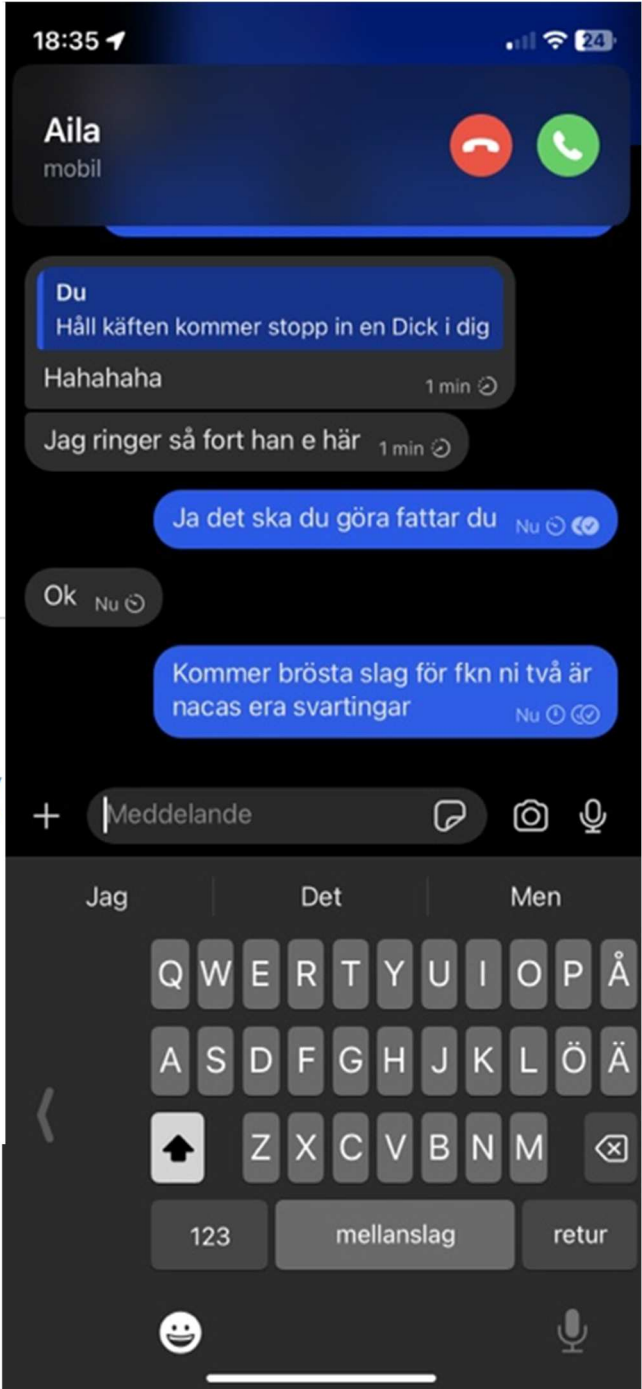 18:35
24
Aila
mobil
Du
Håll käften kommer stopp in en Dick i dig
Hahahaha
1 min
Jag ringer så fort han e här
1 min
Ja det ska du göra fattar du
Nu
Ok
Nu
Kommer brösta slag för fkn ni två är
nacas era svartingar
Nu
Meddelande
Jag Det Men
Q W E R T Y U I O P Å
A S D F G H J K L Ö Ä
Z X C V B N M
123 mellanslag retur